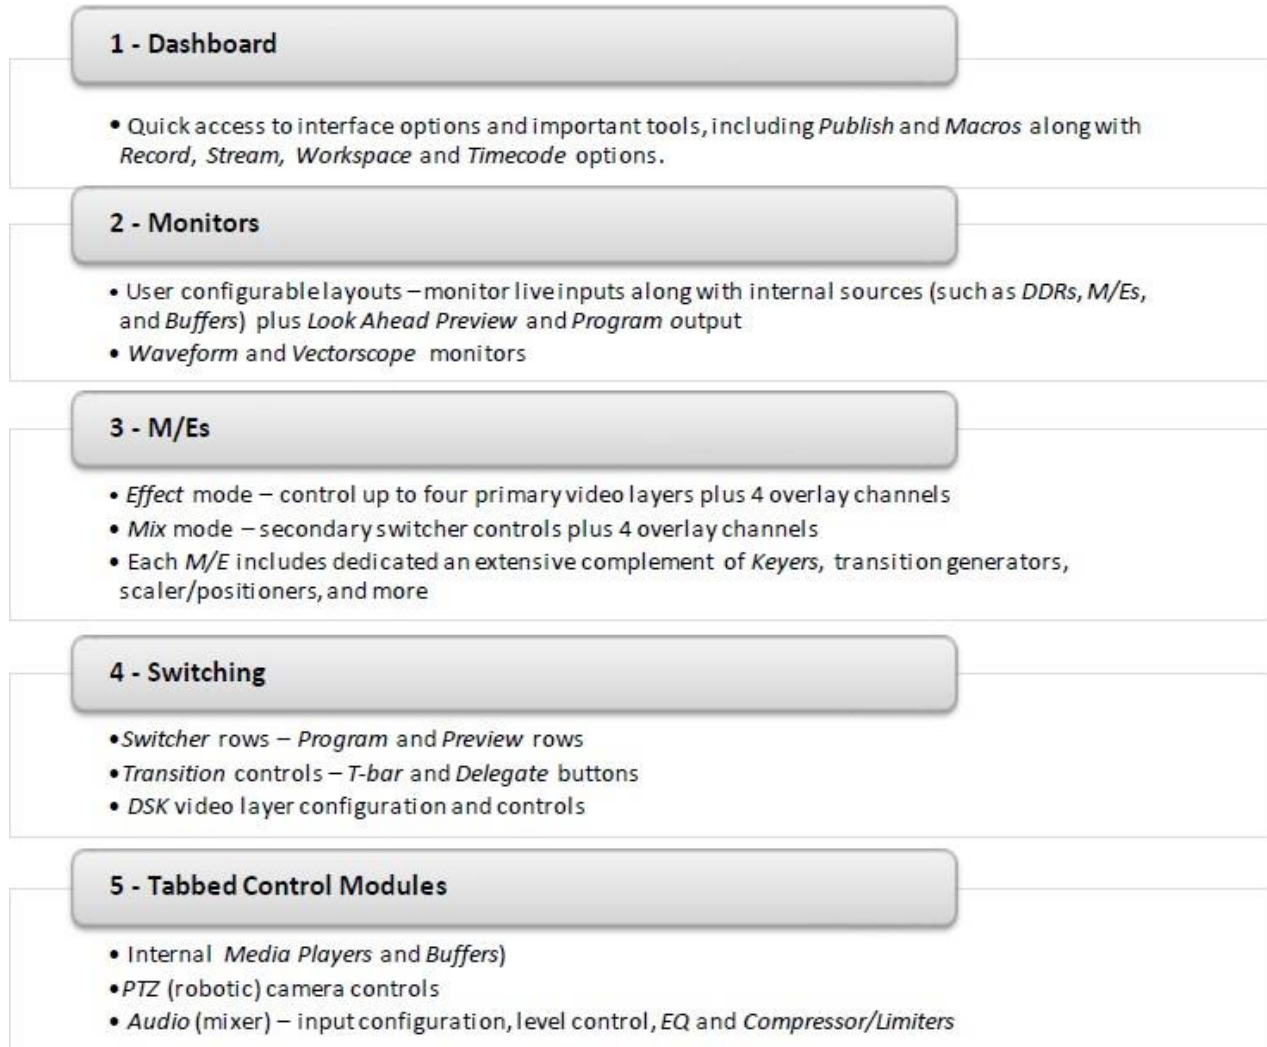 1 - Dashboard
• Quick access to interface options and important tools, including Publish and Macros along with
Record, Stream, Workspace and Timecode options.
2 - Monitors
• User configurable layouts – monitor live inputs along with internal sources (such as DDRs, M/Es,
and Buffers) plus Look Ahead Preview and Program output
• Waveform and Vectorscope monitors
3 - M/Es
• Effect mode – control up to four primary video layers plus 4 overlay channels
• Mix mode – secondary switcher controls plus 4 overlay channels
• Each M/E includes dedicated an extensive complement of Keyers, transition generators,
scaler/positioners, and more
4 - Switching
• Switcher rows – Program and Preview rows
• Transition controls – T-bar and Delegate buttons
• DSK video layer configuration and controls
5 - Tabbed Control Modules
• Internal Media Players and Buffers)
• PTZ (robotic) camera controls
• Audio (mixer) – input configuration, level control, EQ and Compressor/Limiters